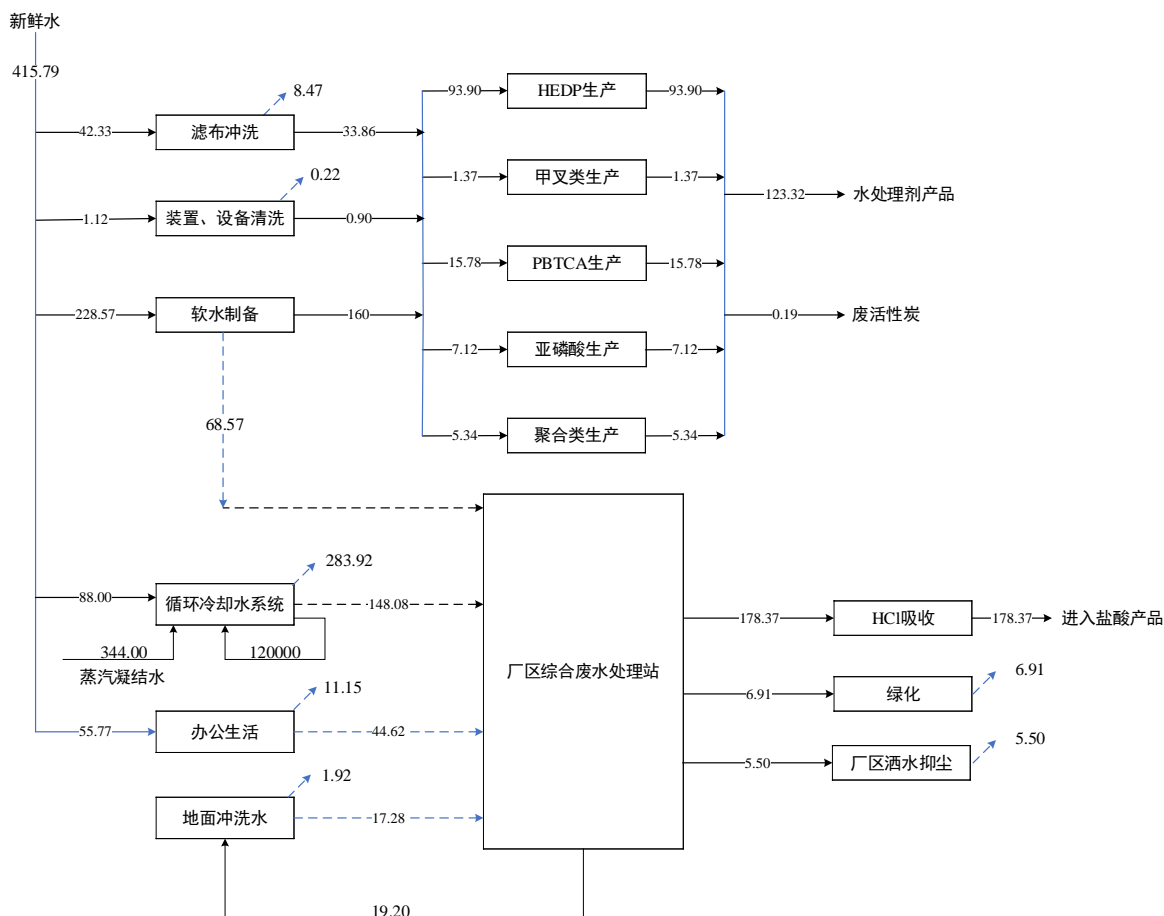 新鲜水
415.79
8.47
42.33
滤布冲洗
33.86
93.90
HEDP生产
93.90
0.22
1.12
装置、设备清洗
0.90
1.37
甲叉类生产
1.37
123.32
水处理剂产品
15.78
PBTCA生产
15.78
228.57
软水制备
160
0.19
废活性炭
7.12
亚磷酸生产
7.12
68.57
5.34
聚合类生产
5.34
283.92
88.00
循环冷却水系统
148.08
344.00
120000
蒸汽凝结水
厂区综合废水处理站
178.37
HCl吸收
178.37
进入盐酸产品
11.15
55.77
办公生活
44.62
6.91
绿化
6.91
1.92
地面冲洗水
17.28
5.50
厂区洒水抑尘
5.50
19.20